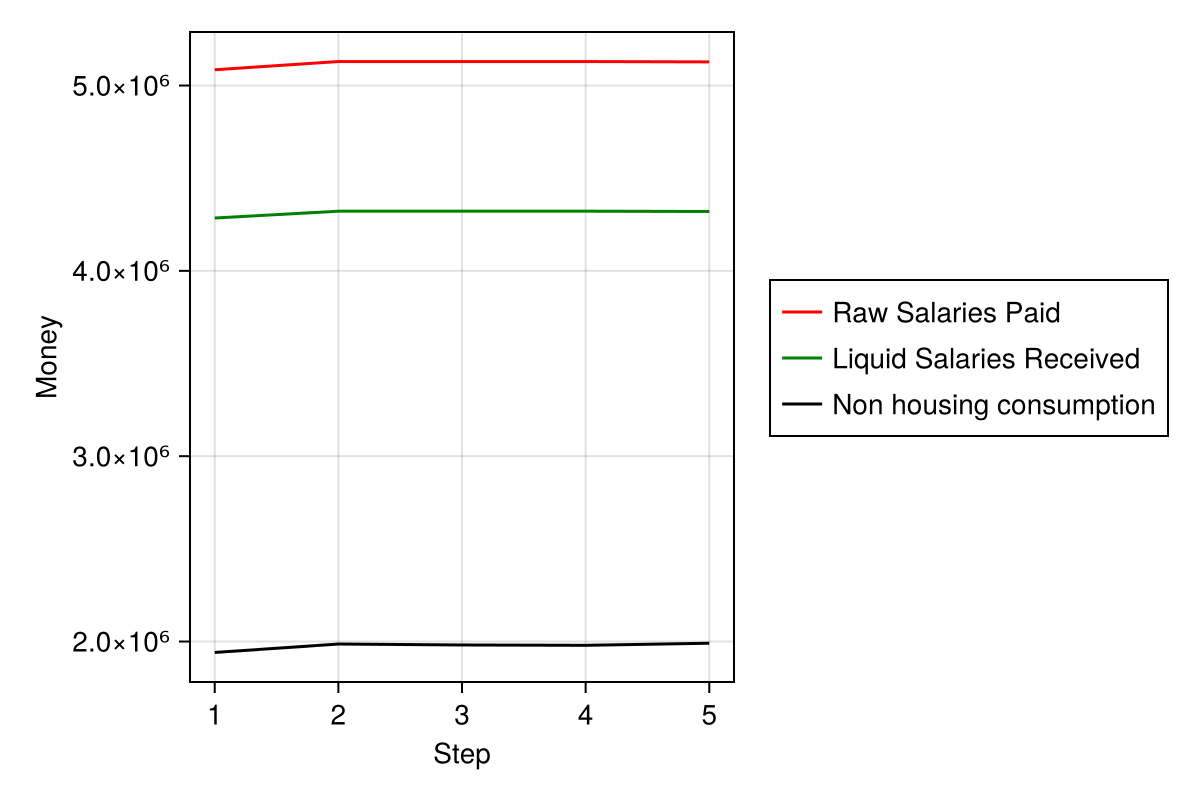 5.0×10⁶
4.0×10⁶
3.0×10⁶
2.0×10⁶
Money
1 2 3 4 5
Step
Raw Salaries Paid
Liquid Salaries Received
Non housing consumption